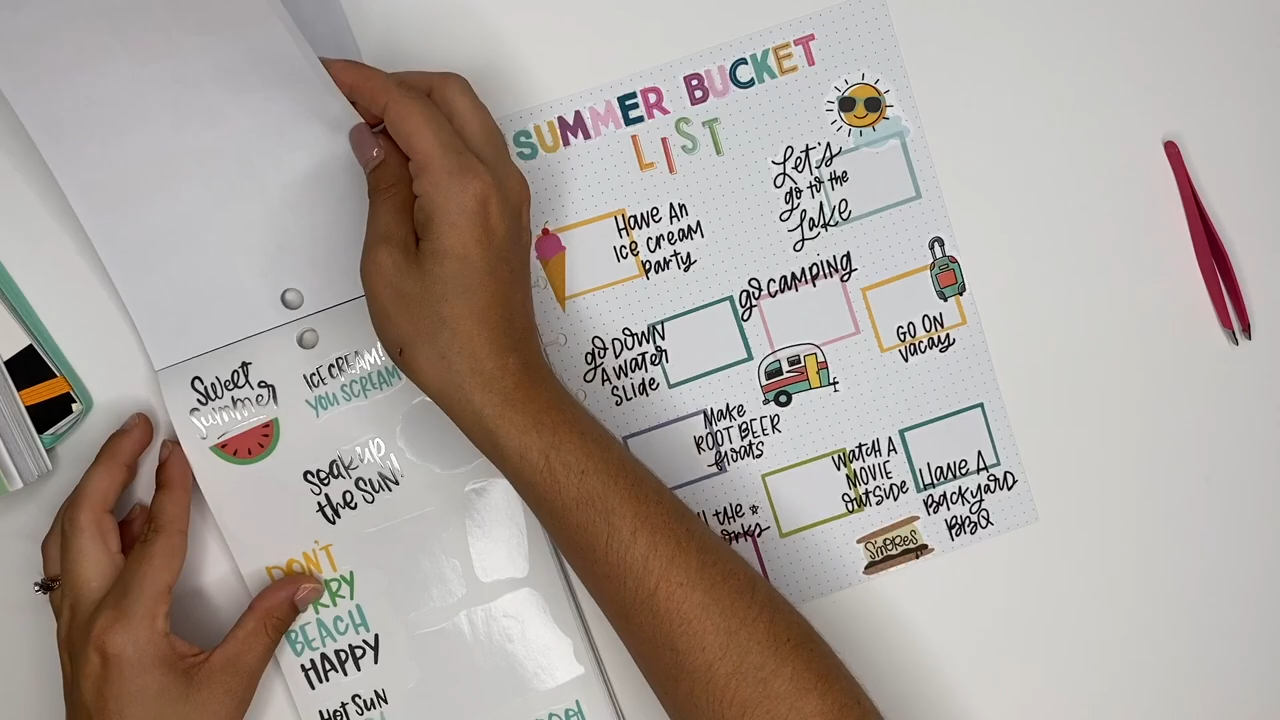 SUMMER BUCKET
LIST
Let's
go to the
Lake
Have An
Ice cream
Party
go CAMPING
go DOWN
A water
Slide
GO ON
Vacay
Make
ROOT BEER
floats
Watch A
MOVIE
outside
Have A
Backyard
BBQ
S'mores
the
Sweet
Summer
ICE CREAM!
YOU SCREAM
Soak up
the Sun!
DON'T
BEACH
HAPPY
Hot Sun